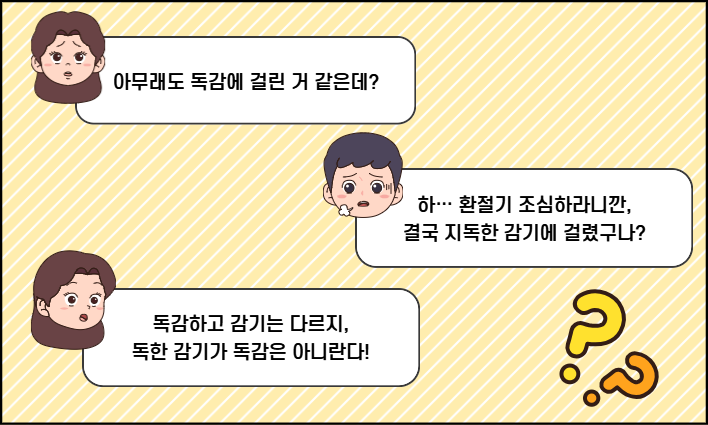 아무래도 독감에 걸린 거 같은데?
하… 환절기 조심하라니깐,
결국 지독한 감기에 걸렸구나?
독감하고 감기는 다르지,
독한 감기가 독감은 아니란다!